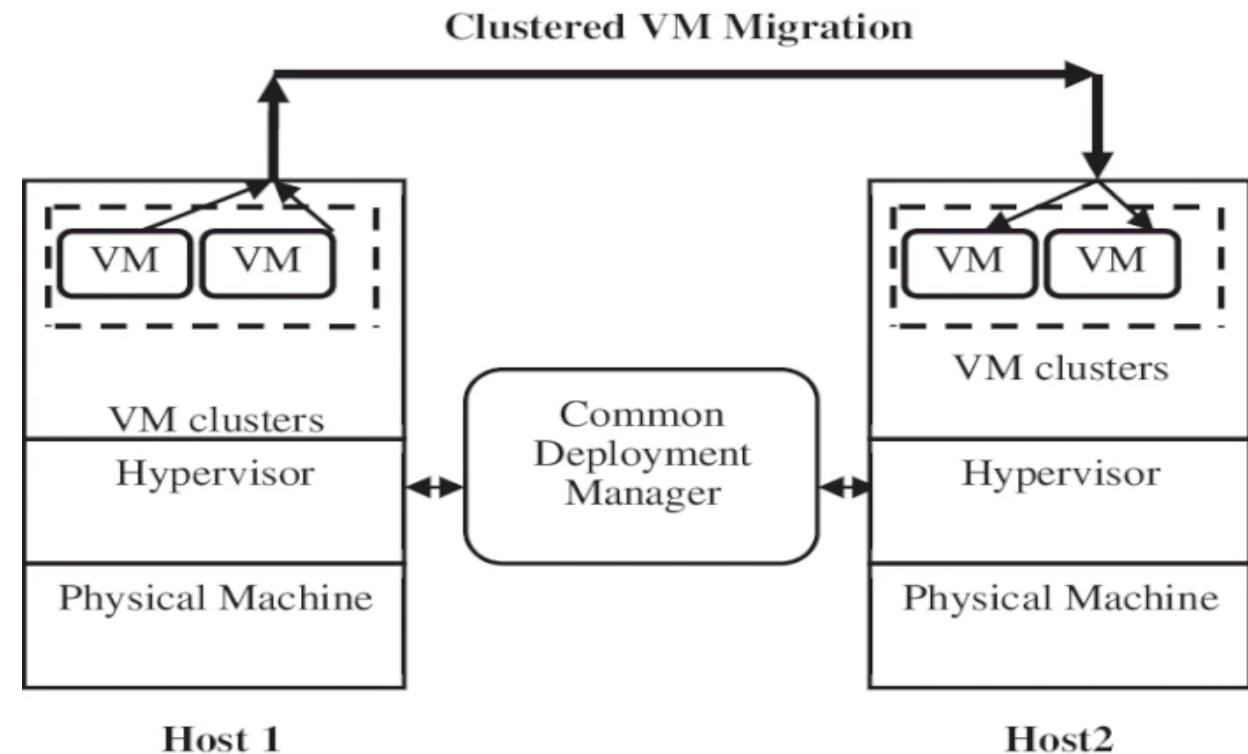 Clustered VM Migration
VM VM
VM clusters
Hypervisor
Physical Machine
Host 1
Common
Deployment
Manager
VM VM
VM clusters
Hypervisor
Physical Machine
Host2